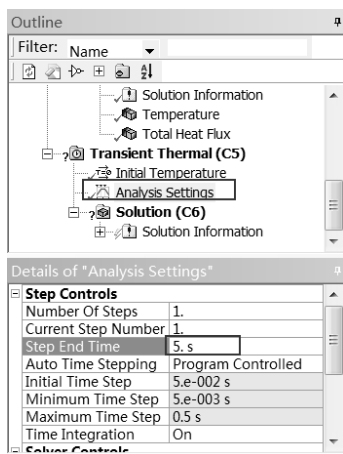 Outline
Filter: Name
Solution Information
Temperature
Total Heat Flux
Transient Thermal (C5)
Initial Temperature
Analysis Settings
Solution (C6)
Solution Information
Details of "Analysis Settings"
Step Controls
Number Of Steps 1.
Current Step Number 1.
Step End Time 5. s
Auto Time Stepping Program Controlled
Initial Time Step 5.e-002 s
Minimum Time Step 5.e-003 s
Maximum Time Step 0.5 s
Time Integration On
Solver Controls